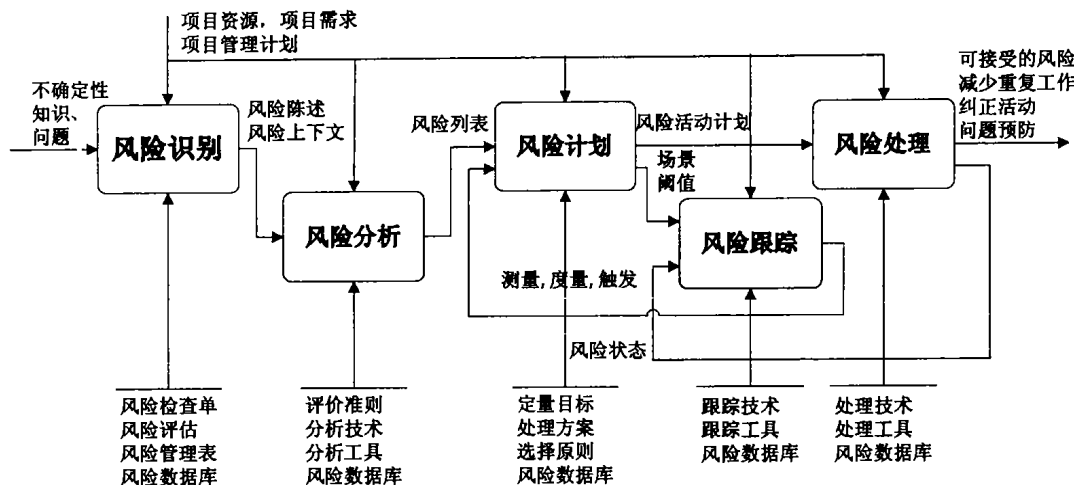 项目资源，项目需求
项目管理计划
不确定性
知识、
问题
风险识别
风险陈述
风险上下文
风险分析
风险列表
风险计划
风险活动计划
场景
阈值
风险处理
可接受的风险
减少重复工作
纠正活动
问题预防
风险跟踪
测量,度量,触发
风险状态
风险检查单
风险评估
风险管理表
风险数据库
评价准则
分析技术
分析工具
风险数据库
定量目标
处理方案
选择原则
风险数据库
跟踪技术
跟踪工具
风险数据库
处理技术
处理工具
风险数据库